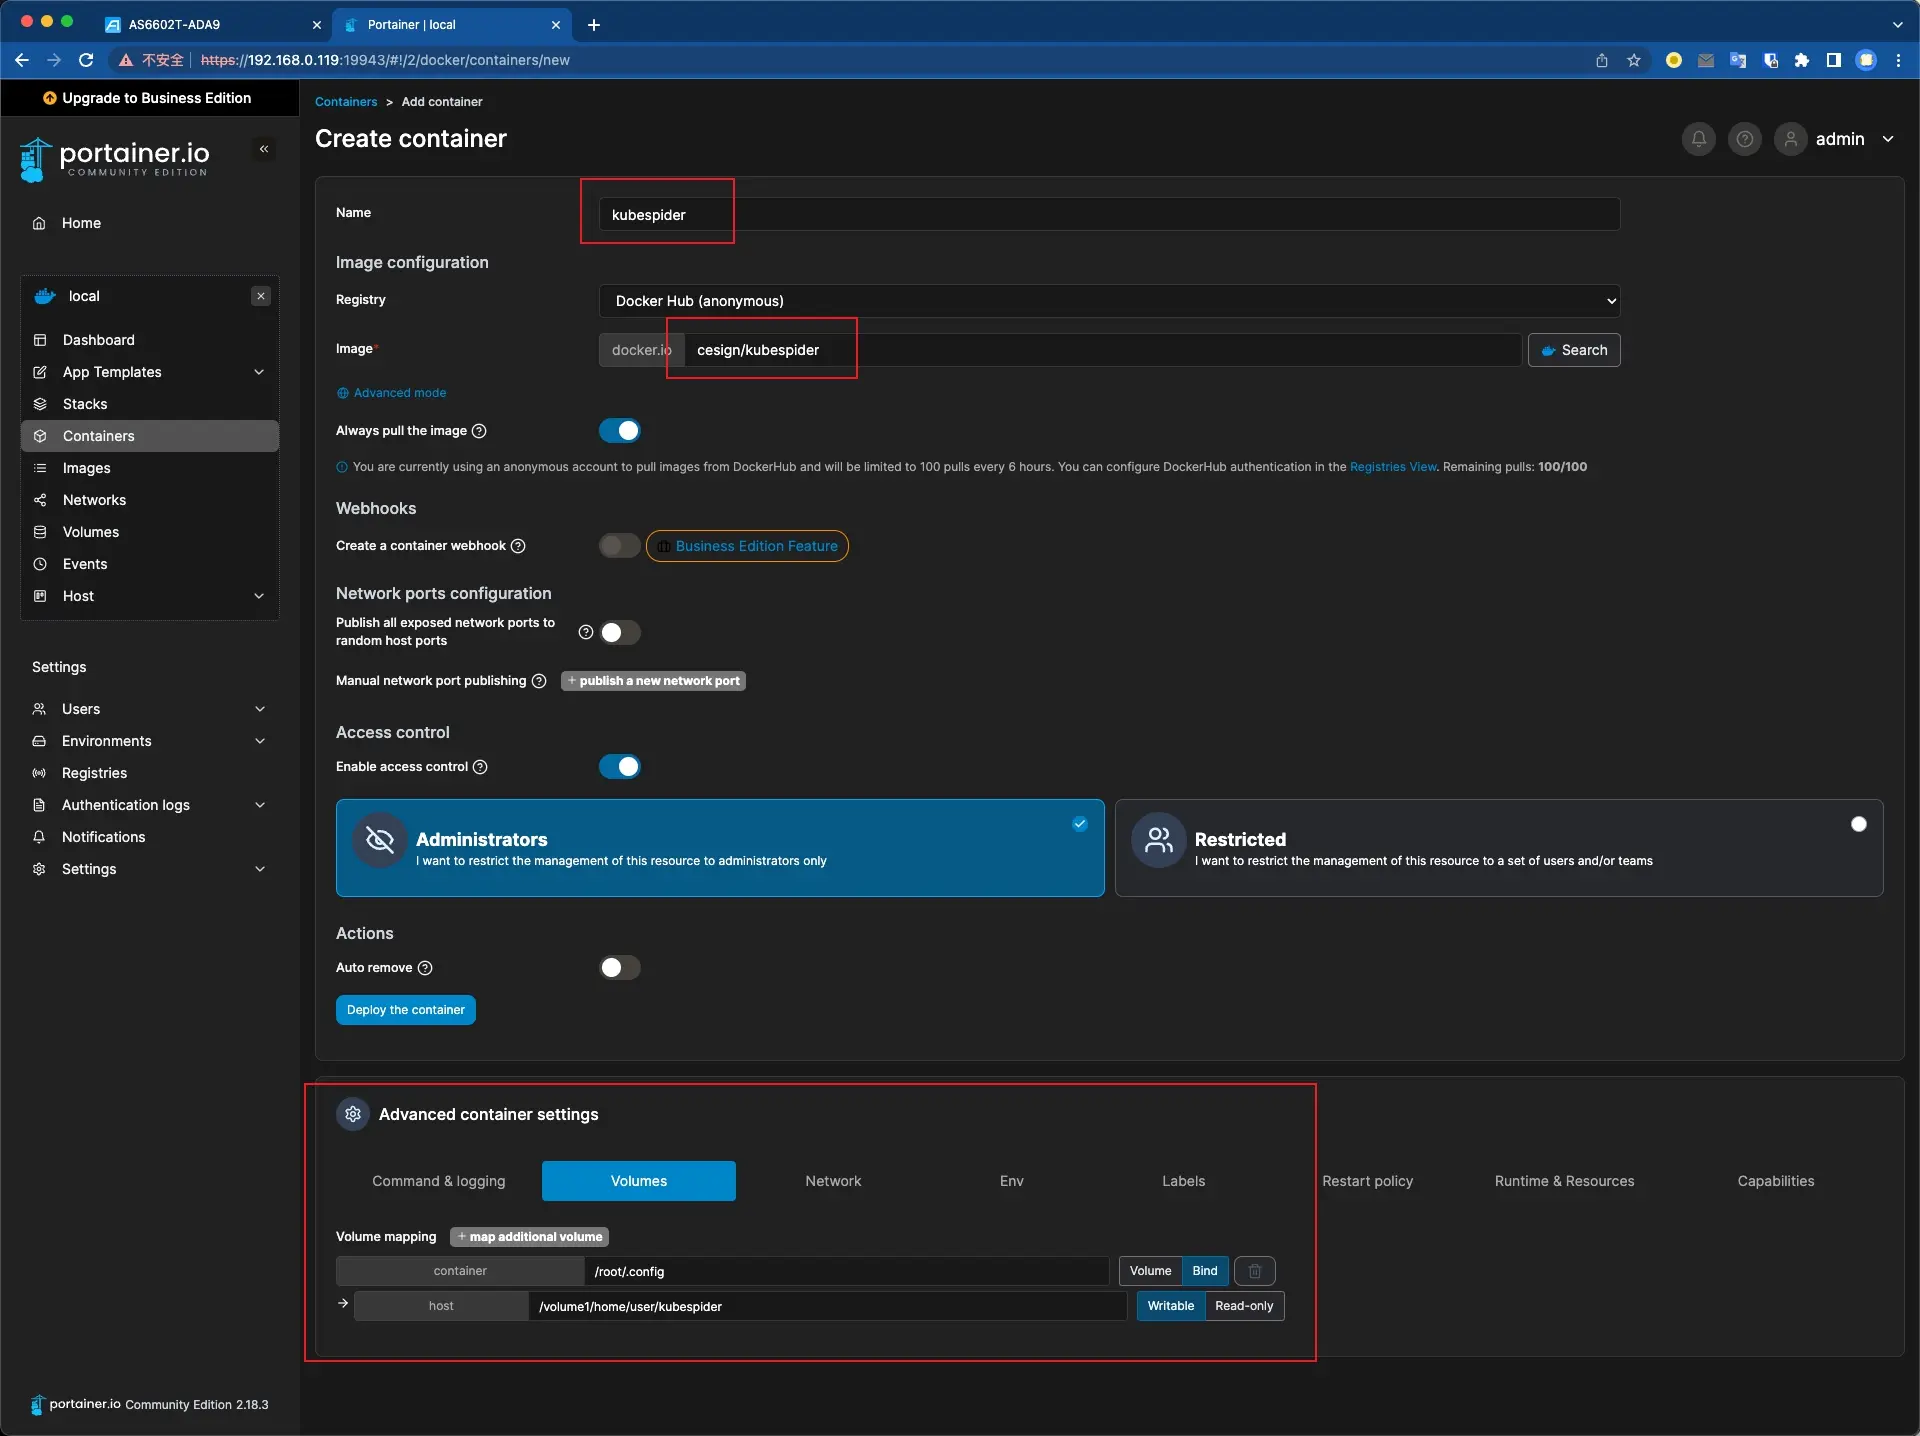 AS6602T-ADA9
Portainer | local
不安全 https://192.168.0.119:19943/#!/2/docker/containers/new
Upgrade to Business Edition
portainer.io
COMMUNITY EDITION
Home
local
Dashboard
App Templates
Stacks
Containers
Images
Networks
Volumes
Events
Host
Settings
Users
Environments
Registries
Authentication logs
Notifications
Settings
portainer.io Community Edition 2.18.3
Containers > Add container
Create container
admin
Name kubespider
Image configuration
Registry Docker Hub (anonymous)
Image* docker.io cesign/kubespider Search
Advanced mode
Always pull the image
You are currently using an anonymous account to pull images from DockerHub and will be limited to 100 pulls every 6 hours. You can configure DockerHub authentication in the Registries View. Remaining pulls: 100/100
Webhooks
Create a container webhook Business Edition Feature
Network ports configuration
Publish all exposed network ports to
random host ports
Manual network port publishing + publish a new network port
Access control
Enable access control
Administrators
I want to restrict the management of this resource to administrators only
Restricted
I want to restrict the management of this resource to a set of users and/or teams
Actions
Auto remove
Deploy the container
Advanced container settings
Command & logging Volumes Network Env Labels Restart policy Runtime & Resources Capabilities
Volume mapping + map additional volume
container /root/.config Volume Bind
→ host /volume1/home/user/kubespider Writable Read-only